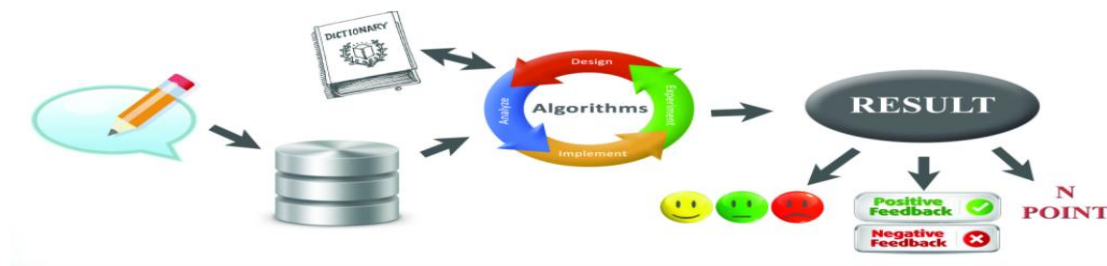 DICTIONARY
Design
Analyze
Algorithms
Experiment
Implement
RESULT
Positive
Feedback
Negative
Feedback
N
POINT